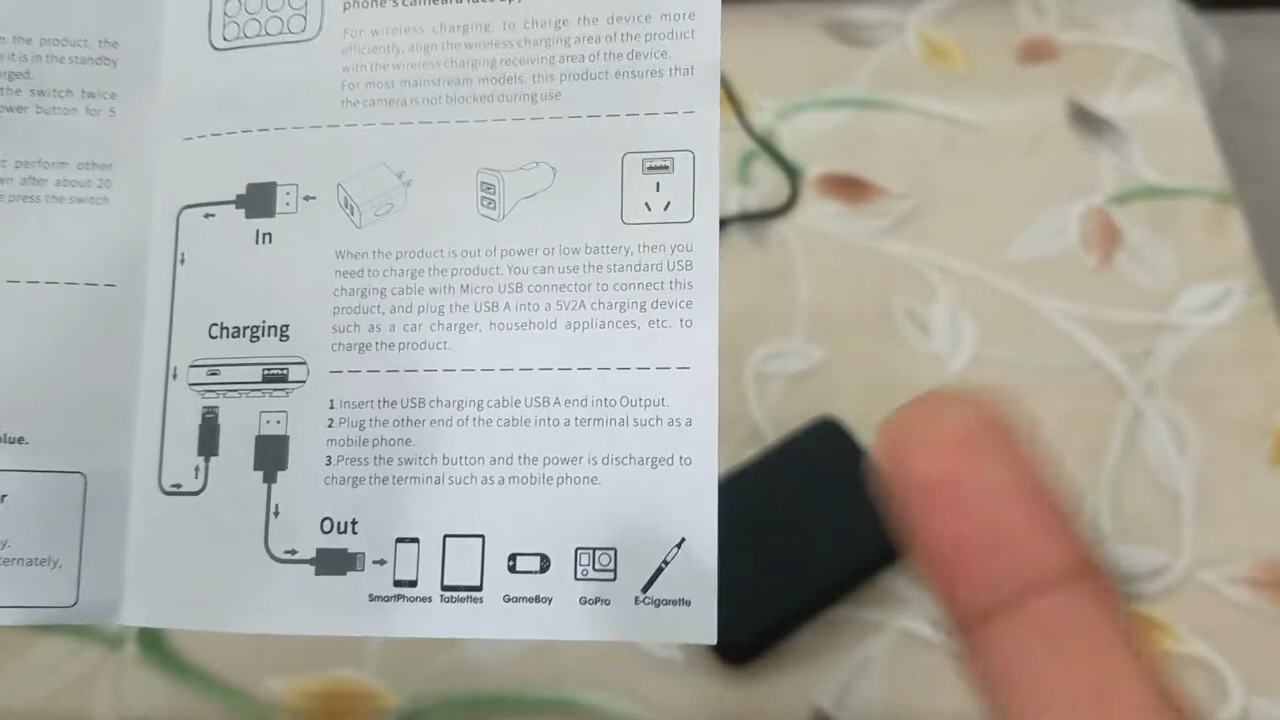 n the product, the
it is in the standby
rged.
the switch twice
ower button for 5
t perform other
wn after about 20
e press the switch
lue.
r
y.
ternately,
For wireless charging, to charge the device more
efficiently, align the wireless charging area of the product
with the wireless charging receiving area of the device.
For most mainstream models, this product ensures that
the camera is not blocked during use
In
When the product is out of power or low battery, then you
need to charge the product. You can use the standard USB
charging cable with Micro USB connector to connect this
product, and plug the USB A into a 5V2A charging device
such as a car charger, household appliances, etc. to
charge the product.
Charging
1.Insert the USB charging cable USB A end into Output.
2.Plug the other end of the cable into a terminal such as a
mobile phone.
3.Press the switch button and the power is discharged to
charge the terminal such as a mobile phone.
Out
SmartPhones Tablettes GameBoy GoPro E-Cigarette